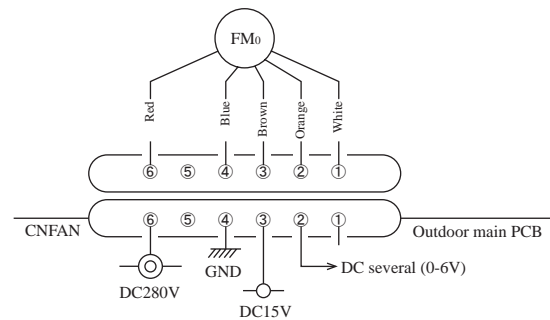 FM0
Red
Blue
Brown
Orange
White
⑥ ⑤ ④ ③ ② ①
⑥ ⑤ ④ ③ ② ①
CNFAN
Outdoor main PCB
GND
DC several (0-6V)
DC280V
DC15V